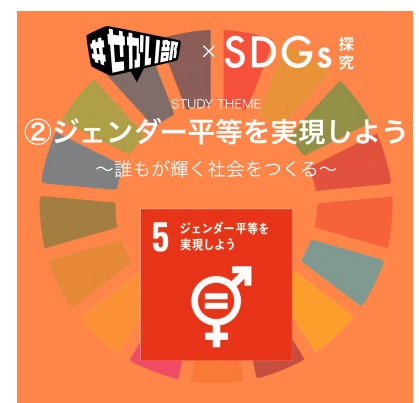 #せかい部 × SDGs 探究
STUDY THEME
②ジェンダー平等を実現しよう
～誰もが輝く社会をつくる～
5 ジェンダー平等を
実現しよう